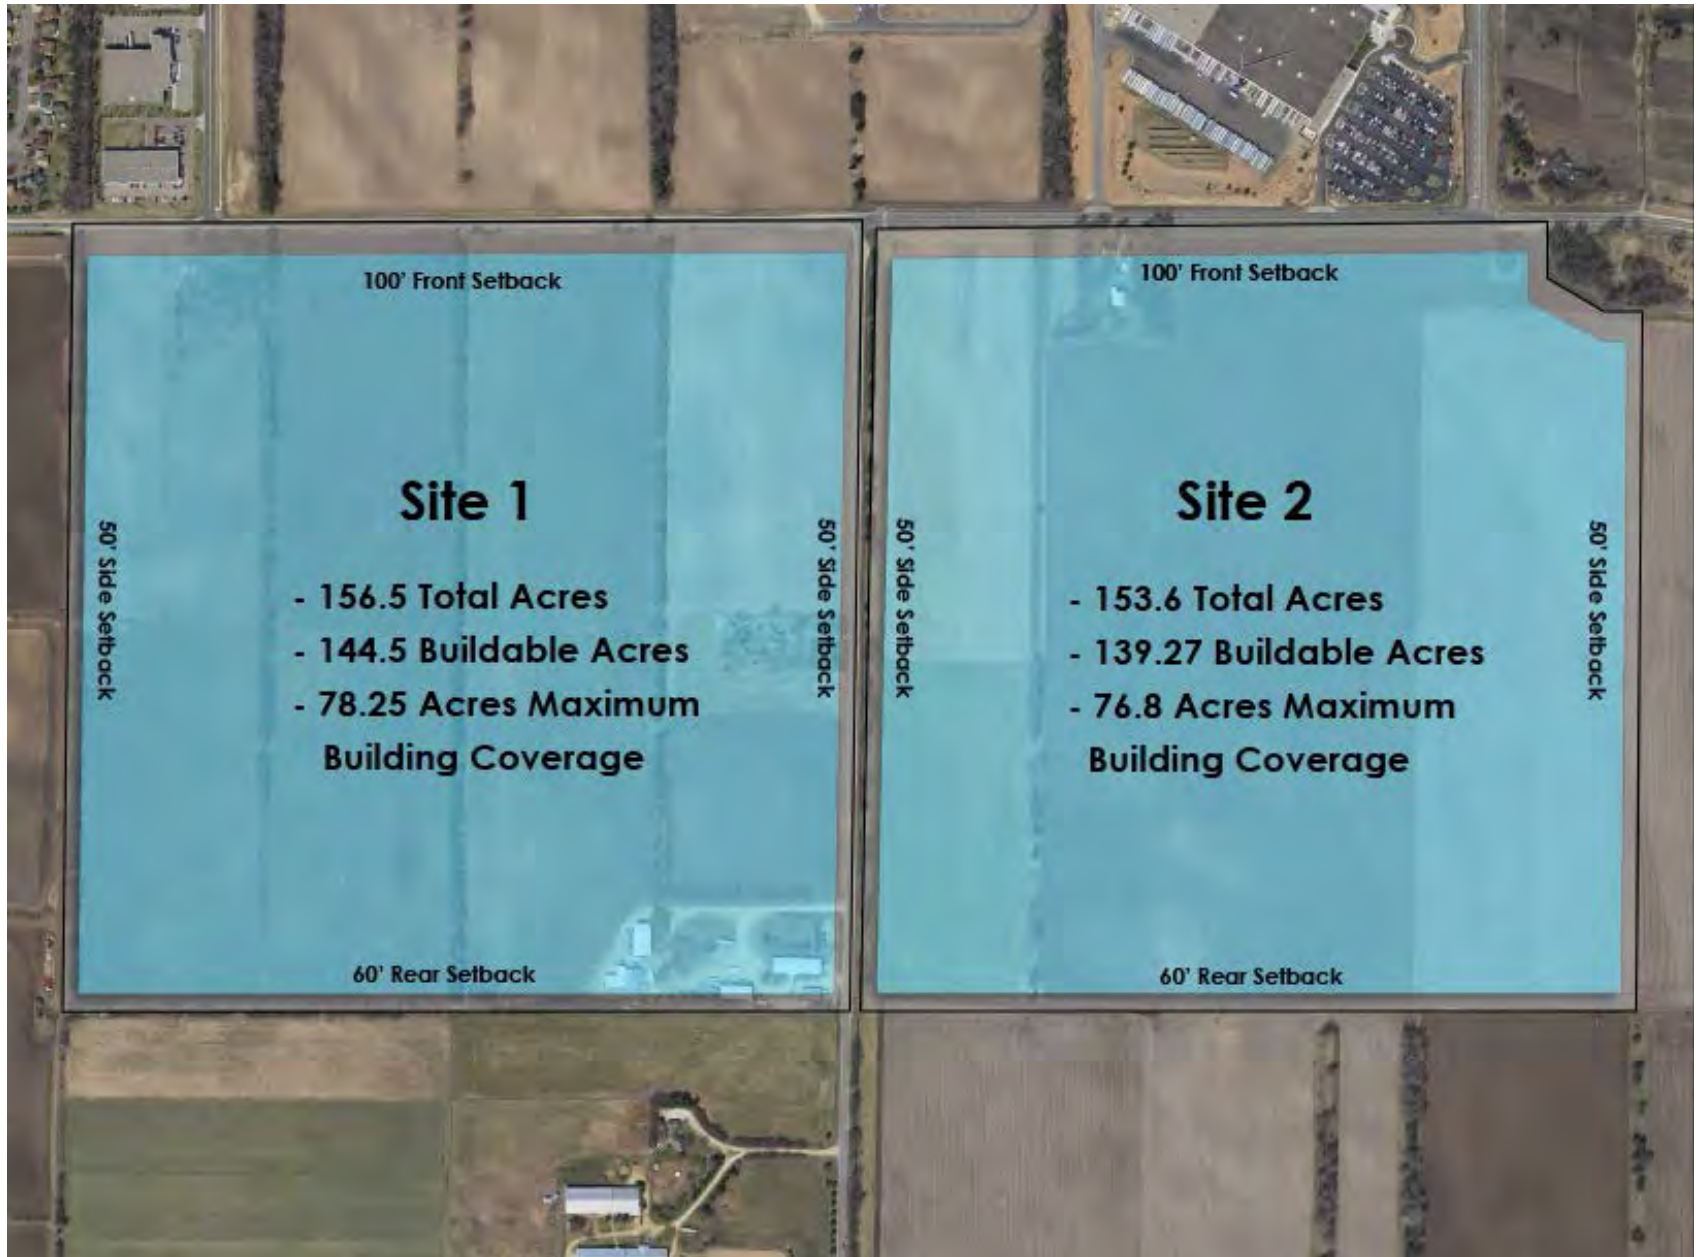 100' Front Setback
50' Side Setback
Site 1
- 156.5 Total Acres
- 144.5 Buildable Acres
- 78.25 Acres Maximum
Building Coverage
50' Side Setback
60' Rear Setback
100' Front Setback
50' Side Setback
Site 2
- 153.6 Total Acres
- 139.27 Buildable Acres
- 76.8 Acres Maximum
Building Coverage
50' Side Setback
60' Rear Setback